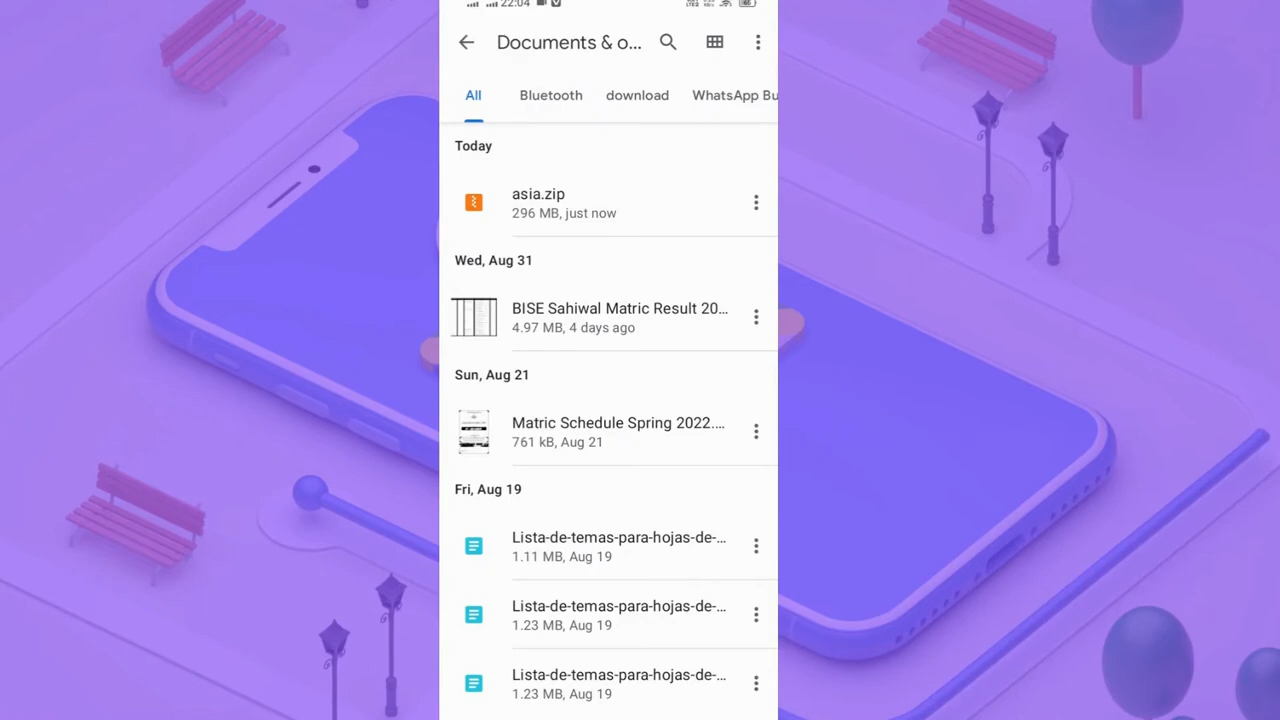 22:04
Documents & o...
All
Bluetooth
download
WhatsApp Bu
Today
asia.zip
296 MB, just now
Wed, Aug 31
BISE Sahiwal Matric Result 20...
4.97 MB, 4 days ago
Sun, Aug 21
Matric Schedule Spring 2022....
761 kB, Aug 21
Fri, Aug 19
Lista-de-temas-para-hojas-de-...
1.11 MB, Aug 19
Lista-de-temas-para-hojas-de-...
1.23 MB, Aug 19
Lista-de-temas-para-hojas-de-...
1.23 MB, Aug 19